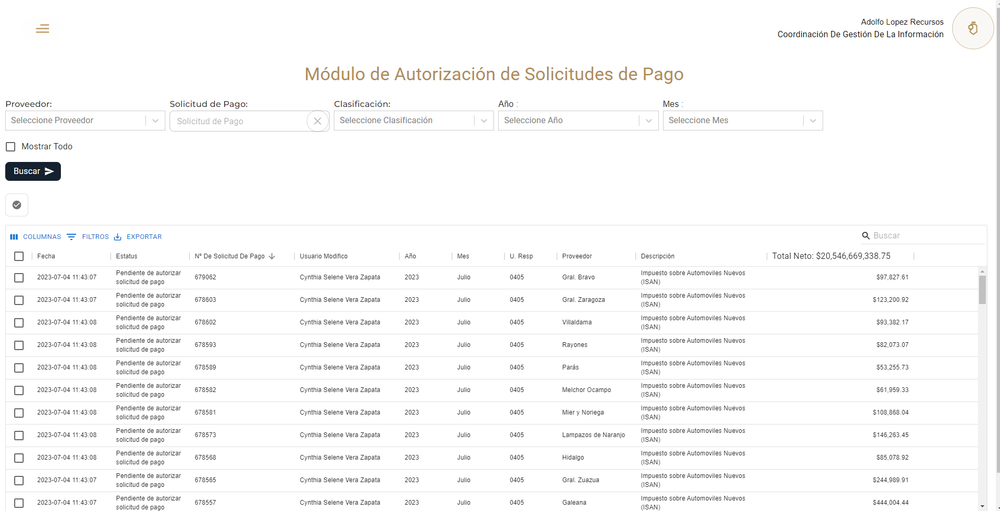 Adolfo Lopez Recursos
Coordinación De Gestión De La Información
Módulo de Autorización de Solicitudes de Pago
Proveedor: Solicitud de Pago: Clasificación: Año : Mes :
Seleccione Proveedor Solicitud de Pago Seleccione Clasificación Seleccione Año Seleccione Mes
Mostrar Todo
Buscar
COLUMNAS FILTROS EXPORTAR Buscar
Fecha Estatus Nº De Solicitud De Pago Usuario Modifico Año Mes U. Resp Proveedor Descripción Total Neto: $20,546,669,338.75
2023-07-04 11:43:07 Pendiente de autorizar solicitud de pago 679062 Cynthia Selene Vera Zapata 2023 Julio 0405 Gral. Bravo Impuesto sobre Automoviles Nuevos (ISAN) $97,827.61
2023-07-04 11:43:07 Pendiente de autorizar solicitud de pago 678603 Cynthia Selene Vera Zapata 2023 Julio 0405 Gral. Zaragoza Impuesto sobre Automoviles Nuevos (ISAN) $123,200.92
2023-07-04 11:43:08 Pendiente de autorizar solicitud de pago 678602 Cynthia Selene Vera Zapata 2023 Julio 0405 Villaldama Impuesto sobre Automoviles Nuevos (ISAN) $93,382.17
2023-07-04 11:43:08 Pendiente de autorizar solicitud de pago 678593 Cynthia Selene Vera Zapata 2023 Julio 0405 Rayones Impuesto sobre Automoviles Nuevos (ISAN) $82,073.07
2023-07-04 11:43:08 Pendiente de autorizar solicitud de pago 678589 Cynthia Selene Vera Zapata 2023 Julio 0405 Parás Impuesto sobre Automoviles Nuevos (ISAN) $53,255.73
2023-07-04 11:43:08 Pendiente de autorizar solicitud de pago 678582 Cynthia Selene Vera Zapata 2023 Julio 0405 Melchor Ocampo Impuesto sobre Automoviles Nuevos (ISAN) $61,959.33
2023-07-04 11:43:08 Pendiente de autorizar solicitud de pago 678581 Cynthia Selene Vera Zapata 2023 Julio 0405 Mier y Noriega Impuesto sobre Automoviles Nuevos (ISAN) $108,868.04
2023-07-04 11:43:08 Pendiente de autorizar solicitud de pago 678573 Cynthia Selene Vera Zapata 2023 Julio 0405 Lampazos de Naranjo Impuesto sobre Automoviles Nuevos (ISAN) $146,263.45
2023-07-04 11:43:08 Pendiente de autorizar solicitud de pago 678568 Cynthia Selene Vera Zapata 2023 Julio 0405 Hidalgo Impuesto sobre Automoviles Nuevos (ISAN) $85,078.92
2023-07-04 11:43:07 Pendiente de autorizar solicitud de pago 678565 Cynthia Selene Vera Zapata 2023 Julio 0405 Gral. Zuazua Impuesto sobre Automoviles Nuevos (ISAN) $244,989.91
2023-07-04 11:43:07 Pendiente de autorizar solicitud de pago 678557 Cynthia Selene Vera Zapata 2023 Julio 0405 Galeana Impuesto sobre Automoviles Nuevos (ISAN) $444,004.44